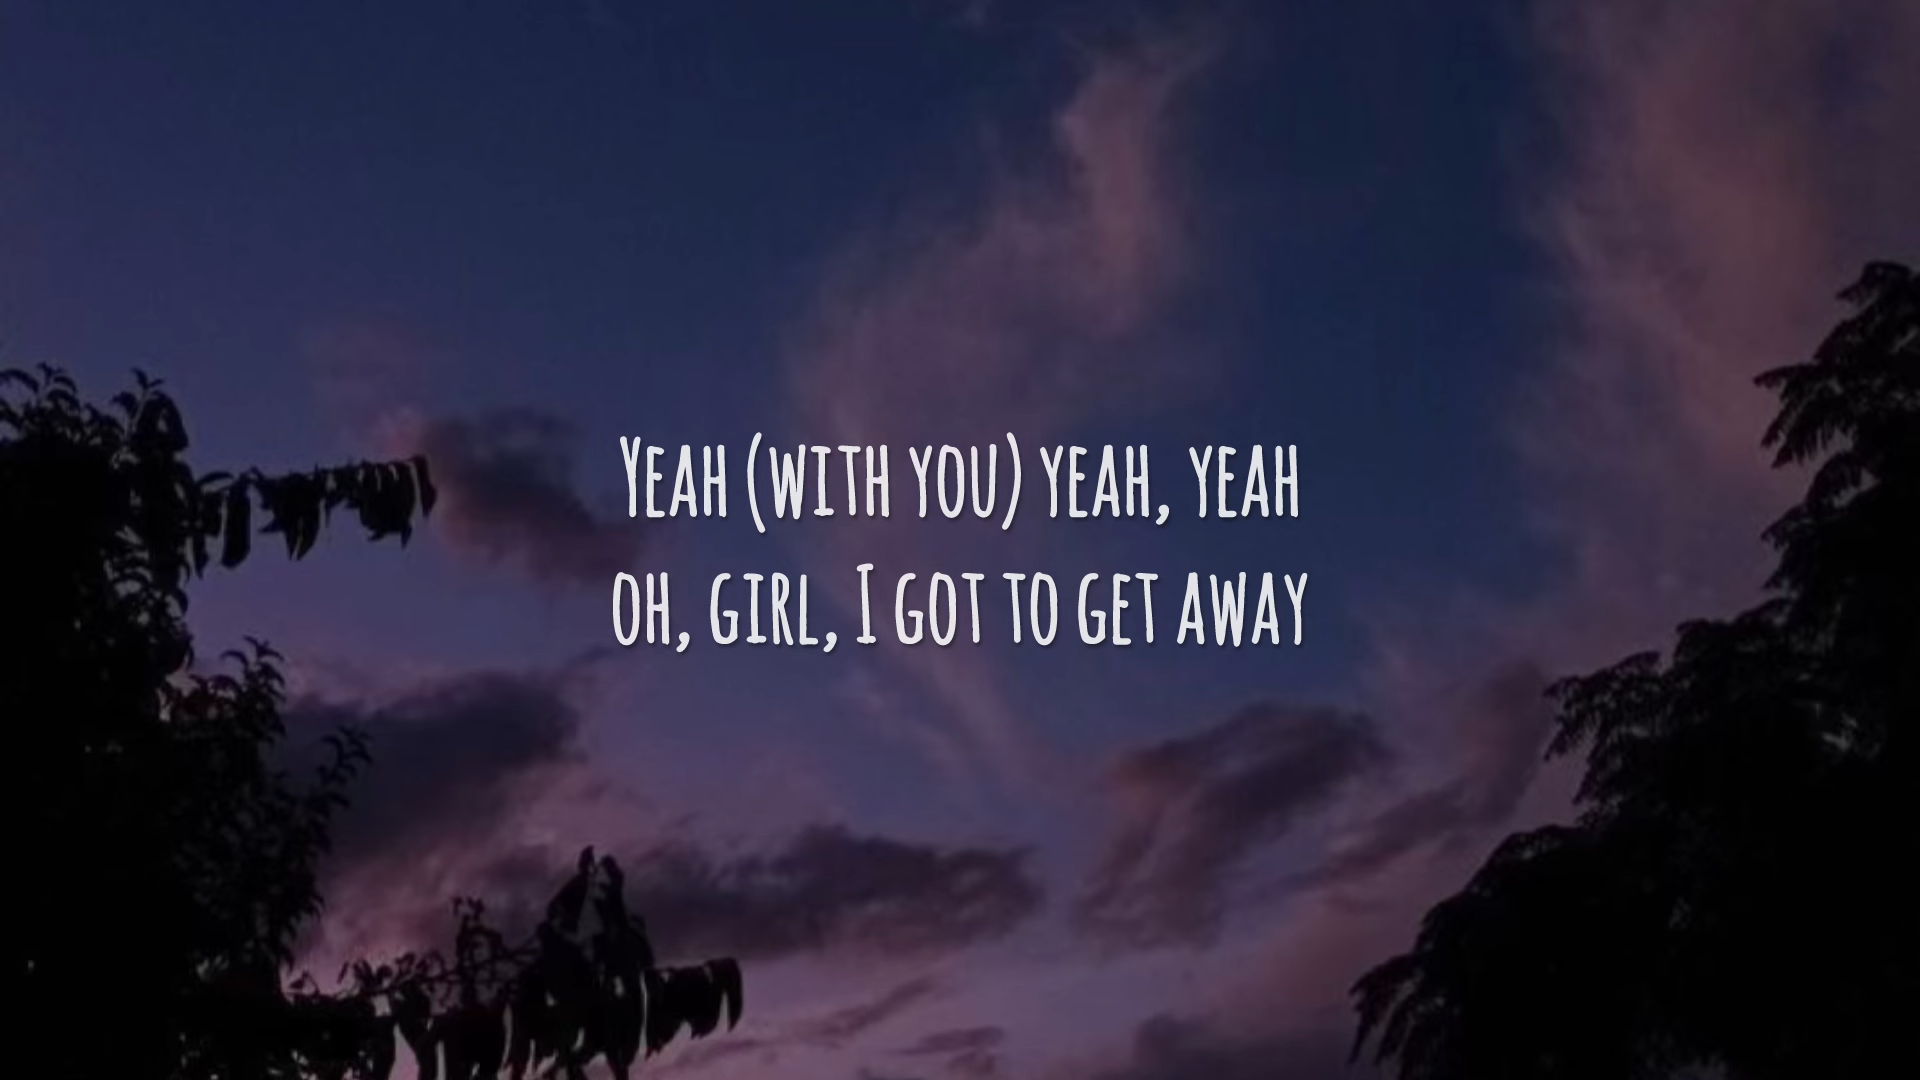 Yeah (with you) yeah, yeah
oh, girl, I got to get away